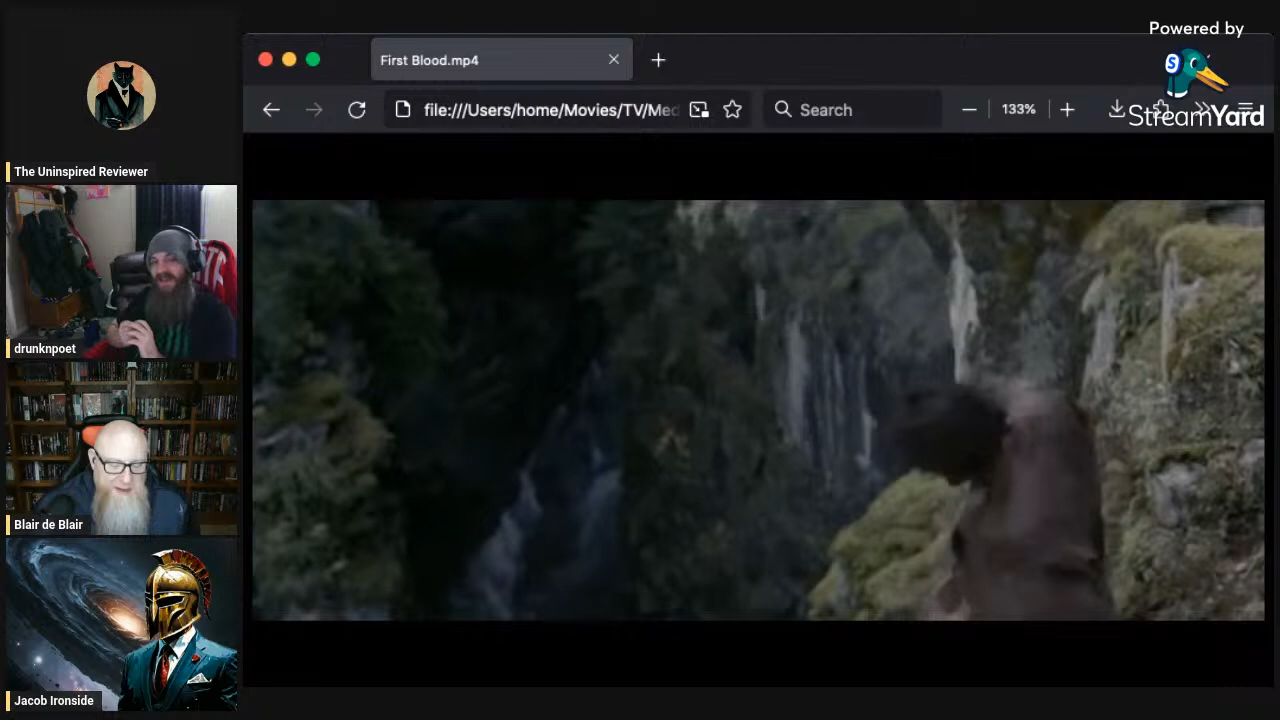 Powered by
StreamYard
First Blood.mp4
file:///Users/home/Movies/TV/Med
Search
133%
The Uninspired Reviewer
drunknpoet
Blair de Blair
Jacob Ironside